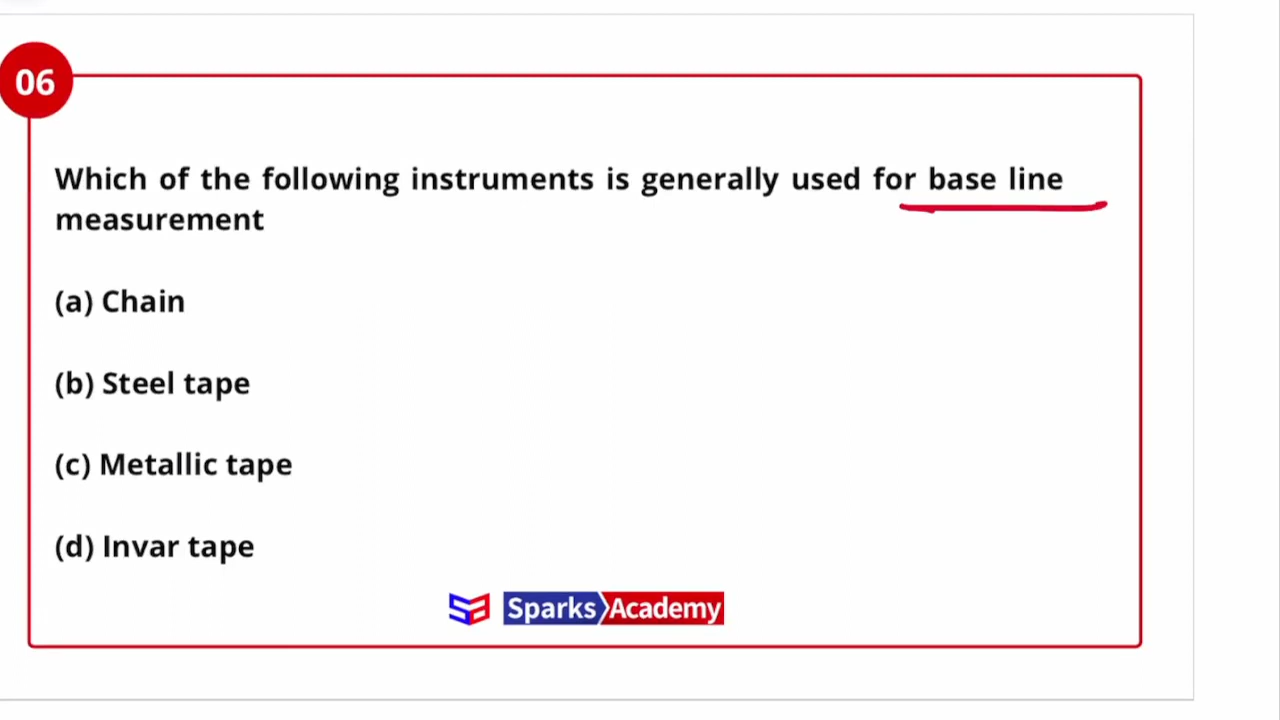 06
Which of the following instruments is generally used for base line
measurement
(a) Chain
(b) Steel tape
(c) Metallic tape
(d) Invar tape
Sparks Academy